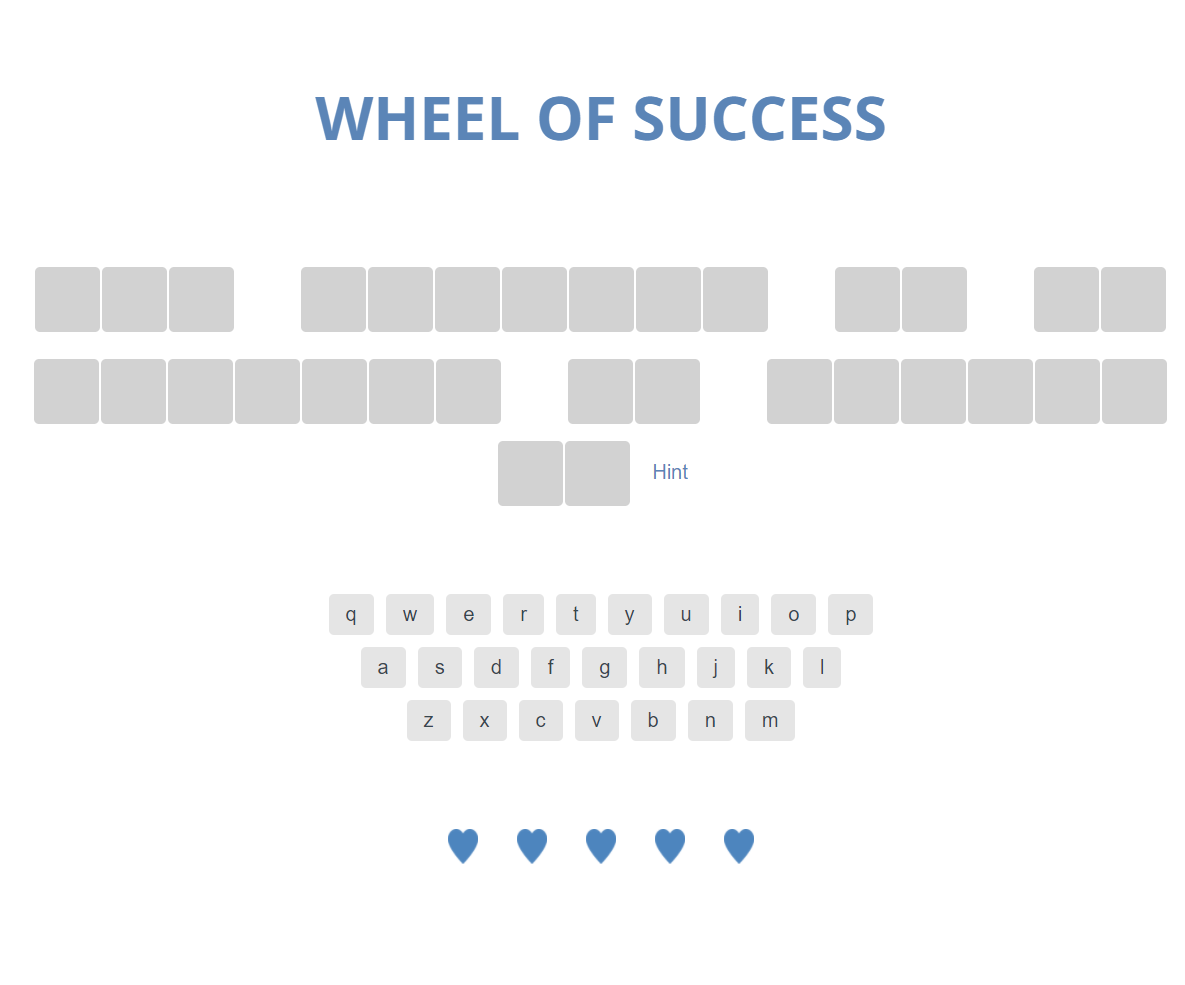 WHEEL OF SUCCESS
Hint
q w e r t y u i o p
a s d f g h j k l
z x c v b n m